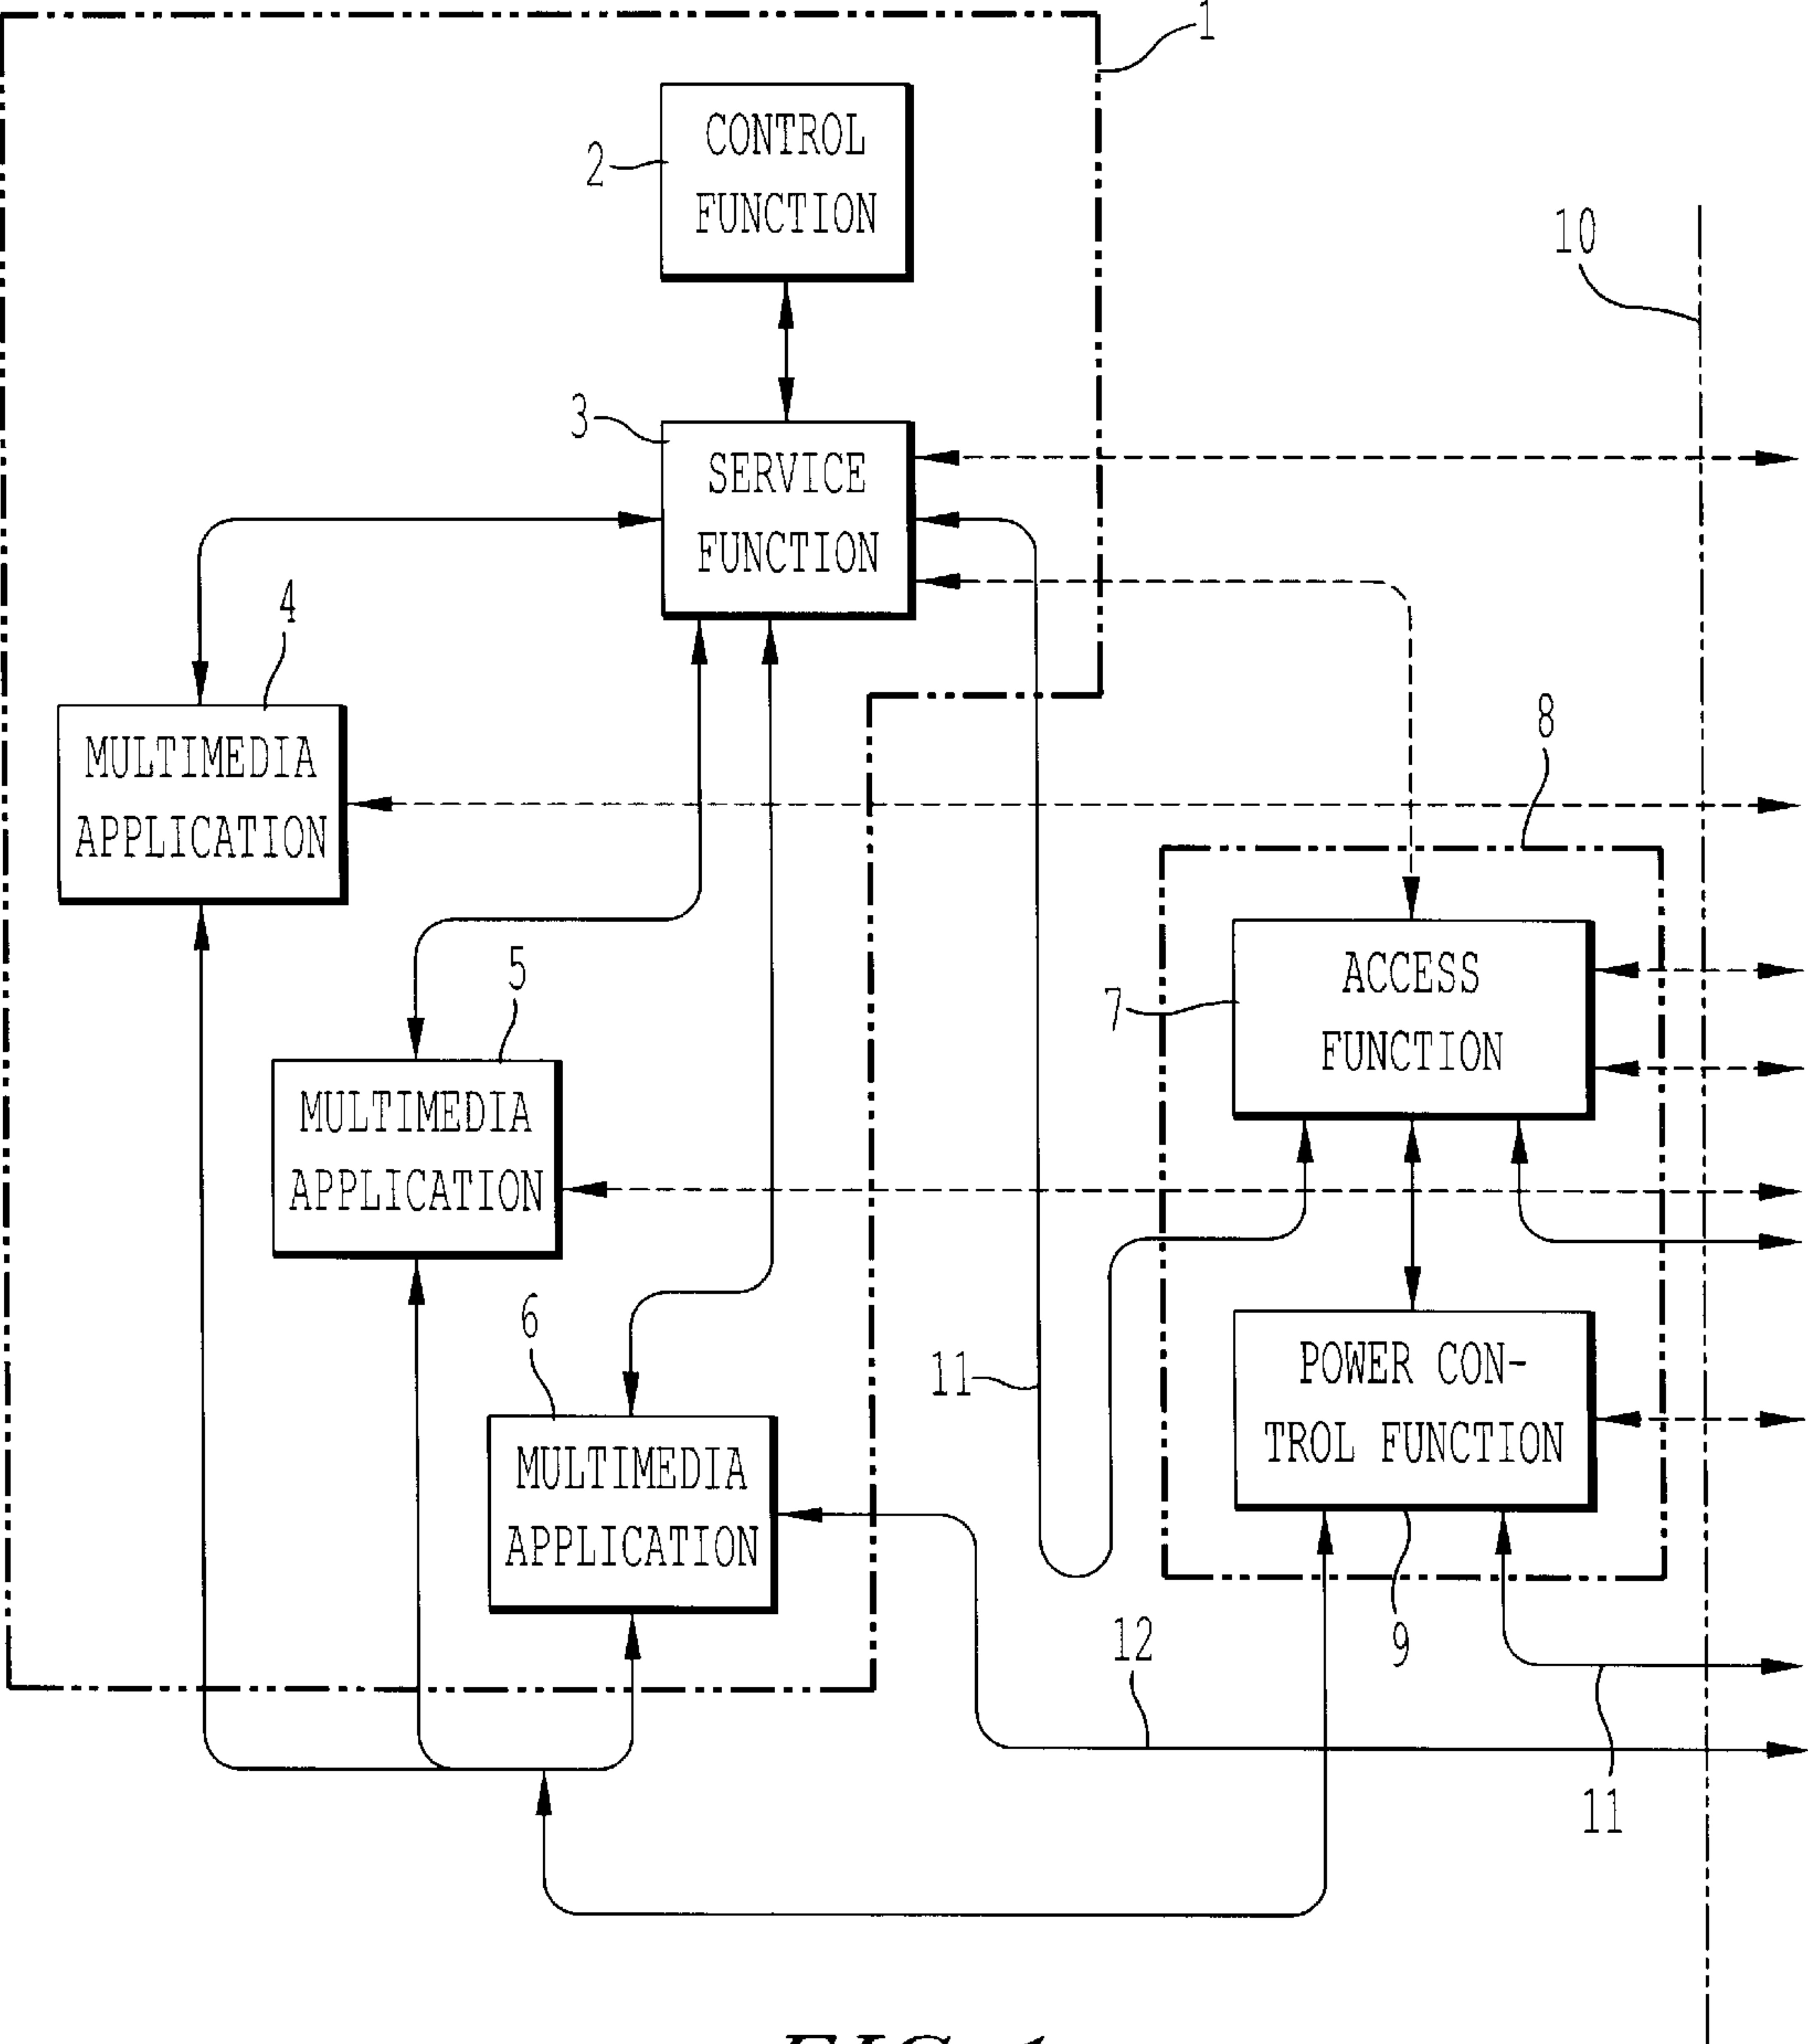 1
2
CONTROL
FUNCTION
10
3
SERVICE
FUNCTION
4
MULTIMEDIA
APPLICATION
8
5
7
ACCESS
FUNCTION
MULTIMEDIA
APPLICATION
6
11
POWER CON-
TROL FUNCTION
MULTIMEDIA
APPLICATION
12
9
11